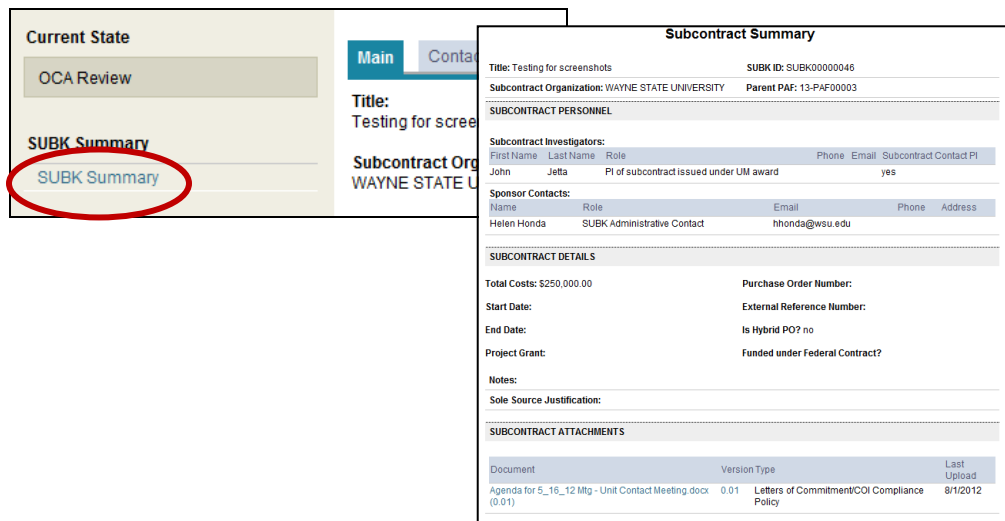 Current State
OCA Review
SUBK Summary
SUBK Summary
Main Contac
Title:
Testing for scree
Subcontract Org
WAYNE STATE U
Subcontract Summary
Title: Testing for screenshots SUBK ID: SUBK00000046
Subcontract Organization: WAYNE STATE UNIVERSITY Parent PAF: 13-PAF00003
SUBCONTRACT PERSONNEL
Subcontract Investigators:
First Name Last Name Role Phone Email Subcontract Contact PI
John Jetta PI of subcontract issued under UM award yes
Sponsor Contacts:
Name Role Email Phone Address
Helen Honda SUBK Administrative Contact hhonda@wsu.edu
SUBCONTRACT DETAILS
Total Costs: $250,000.00 Purchase Order Number:
Start Date: External Reference Number:
End Date: Is Hybrid PO? no
Project Grant: Funded under Federal Contract?
Notes:
Sole Source Justification:
SUBCONTRACT ATTACHMENTS
Document Version Type Last Upload
Agenda for 5_16_12 Mtg - Unit Contact Meeting.docx 0.01 Letters of Commitment/COI Compliance 8/1/2012
(0.01) Policy